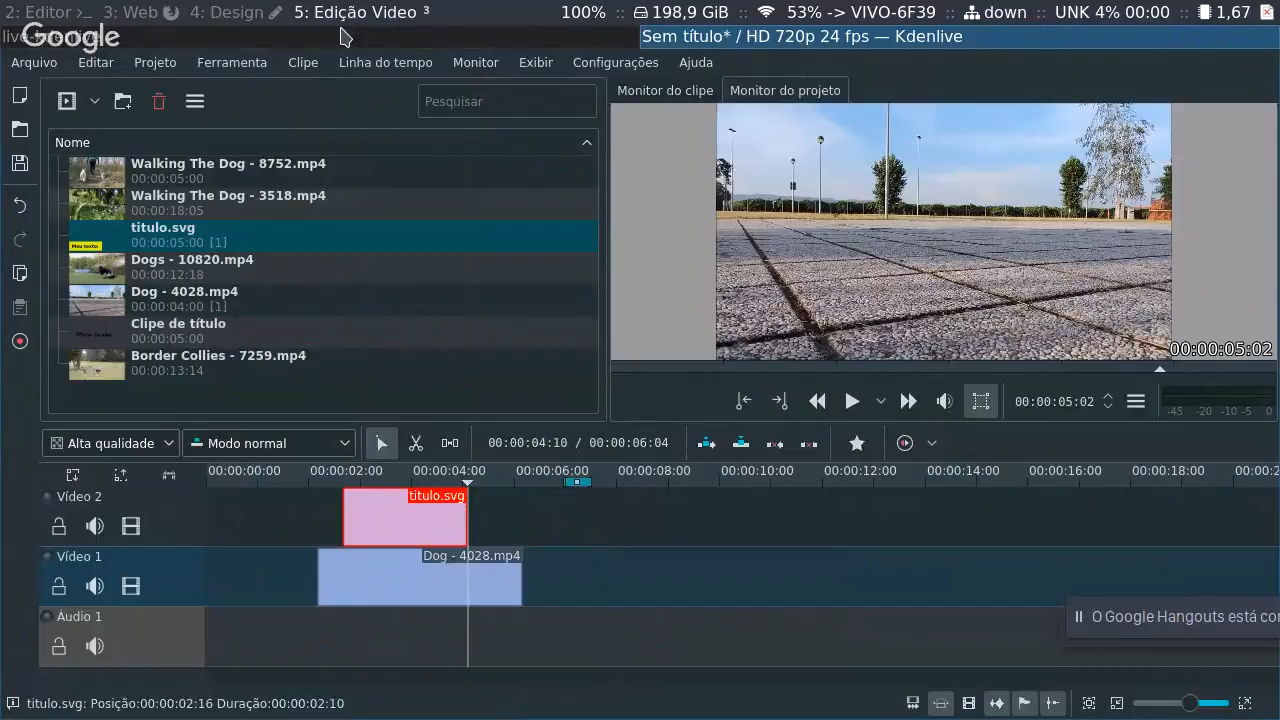 2: Editor 3: Web 4: Design 5: Edição Video ³ 100% :: 198,9 GiB :: 53% -> VIVO-6F39 :: down :: UNK 4% 00:00 :: 1,67
Google
Sem título* / HD 720p 24 fps — Kdenlive
Arquivo Editar Projeto Ferramenta Clipe Linha do tempo Monitor Exibir Configurações Ajuda
Pesquisar
Monitor do clipe Monitor do projeto
Nome
Walking The Dog - 8752.mp4
00:00:05:00
Walking The Dog - 3518.mp4
00:00:18:05
titulo.svg
00:00:05:00 [1]
Meu texto
Dogs - 10820.mp4
00:00:12:18
Dog - 4028.mp4
00:00:04:00 [1]
Clipe de título
00:00:05:00
Border Collies - 7259.mp4
00:00:13:14
00:00:05:02
00:00:05:02
-45 -20 -10 -5 0
Alta qualidade Modo normal 00:00:04:10 / 00:00:06:04
00:00:00:00 00:00:02:00 00:00:04:00 00:00:06:00 00:00:08:00 00:00:10:00 00:00:12:00 00:00:14:00 00:00:16:00 00:00:18:00 00:00:2
Vídeo 2
titulo.svg
Vídeo 1
Dog - 4028.mp4
Áudio 1
O Google Hangouts está co
titulo.svg: Posição:00:00:02:16 Duração:00:00:02:10